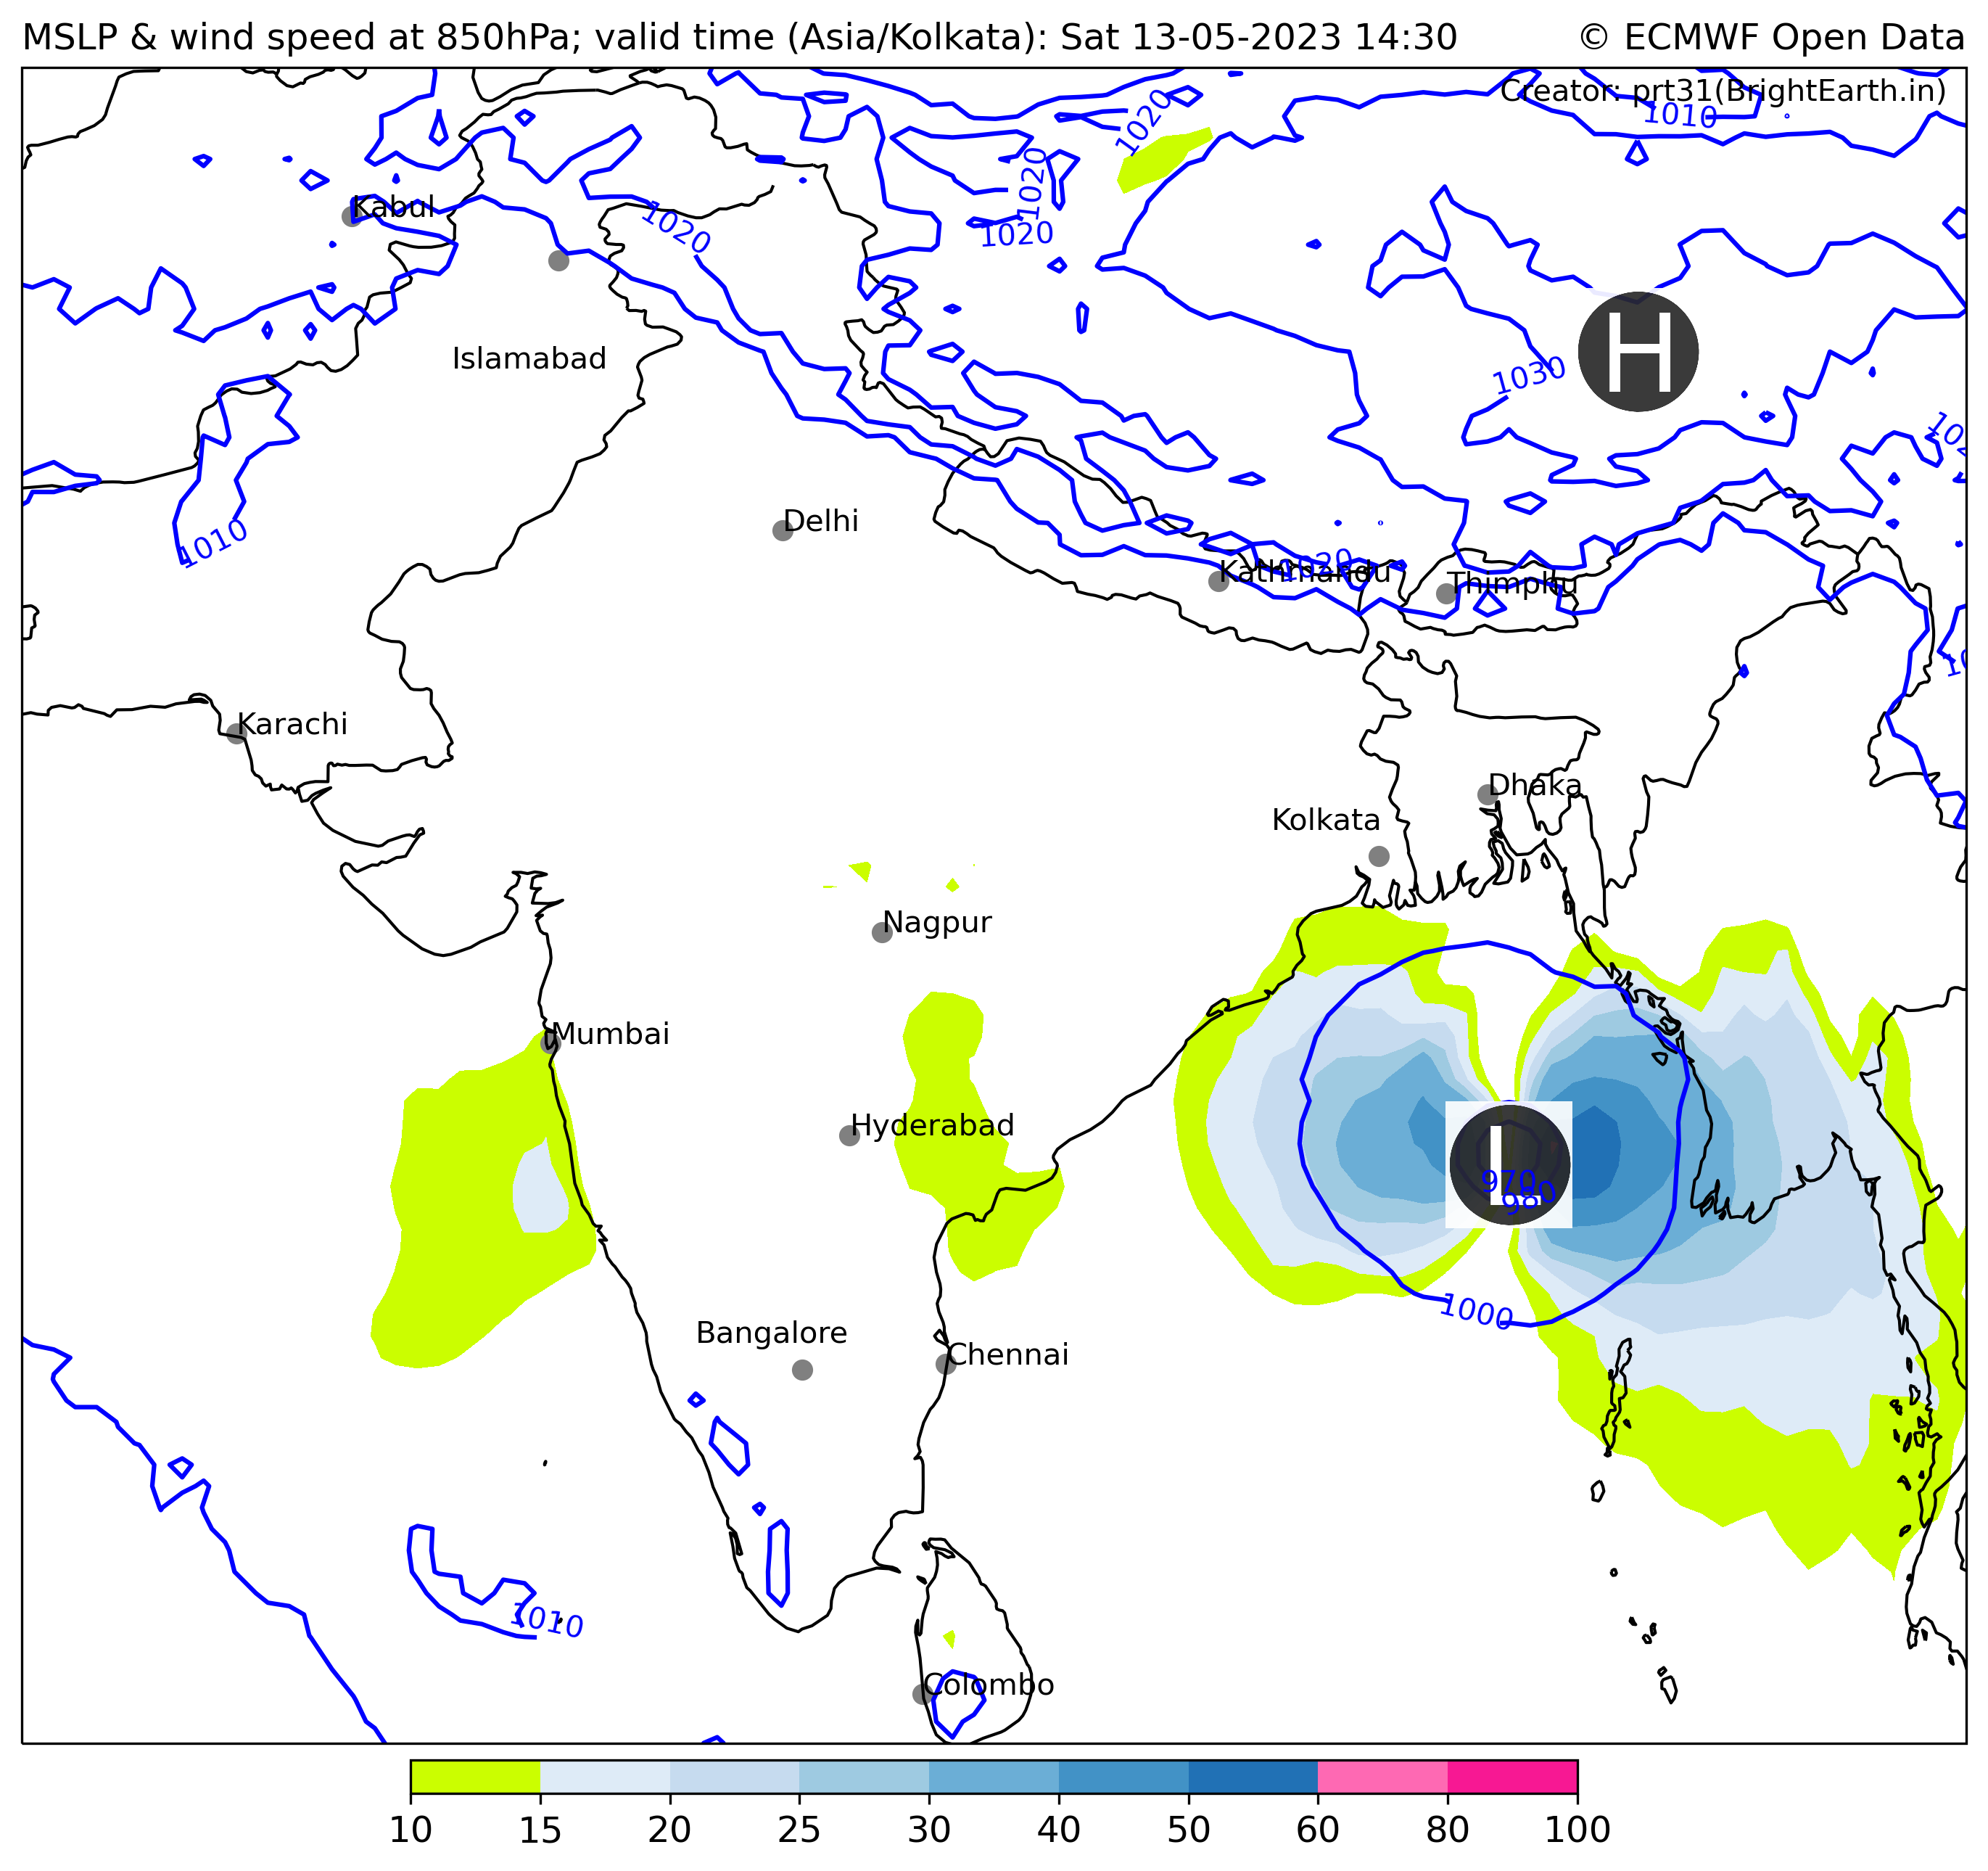 MSLP & wind speed at 850hPa; valid time (Asia/Kolkata): Sat 13-05-2023 14:30
© ECMWF Open Data
Creator: prt31(BrightEarth.in)
1010
1020
1020
1020
1020
Kabul
H
Islamabad
1030
1010
Delhi
1020
Kathmandu
Thimphu
Karachi
Dhaka
Kolkata
Nagpur
Mumbai
Hyderabad
L
970
980
1000
Bangalore
Chennai
1010
Colombo
10 15 20 25 30 40 50 60 80 100